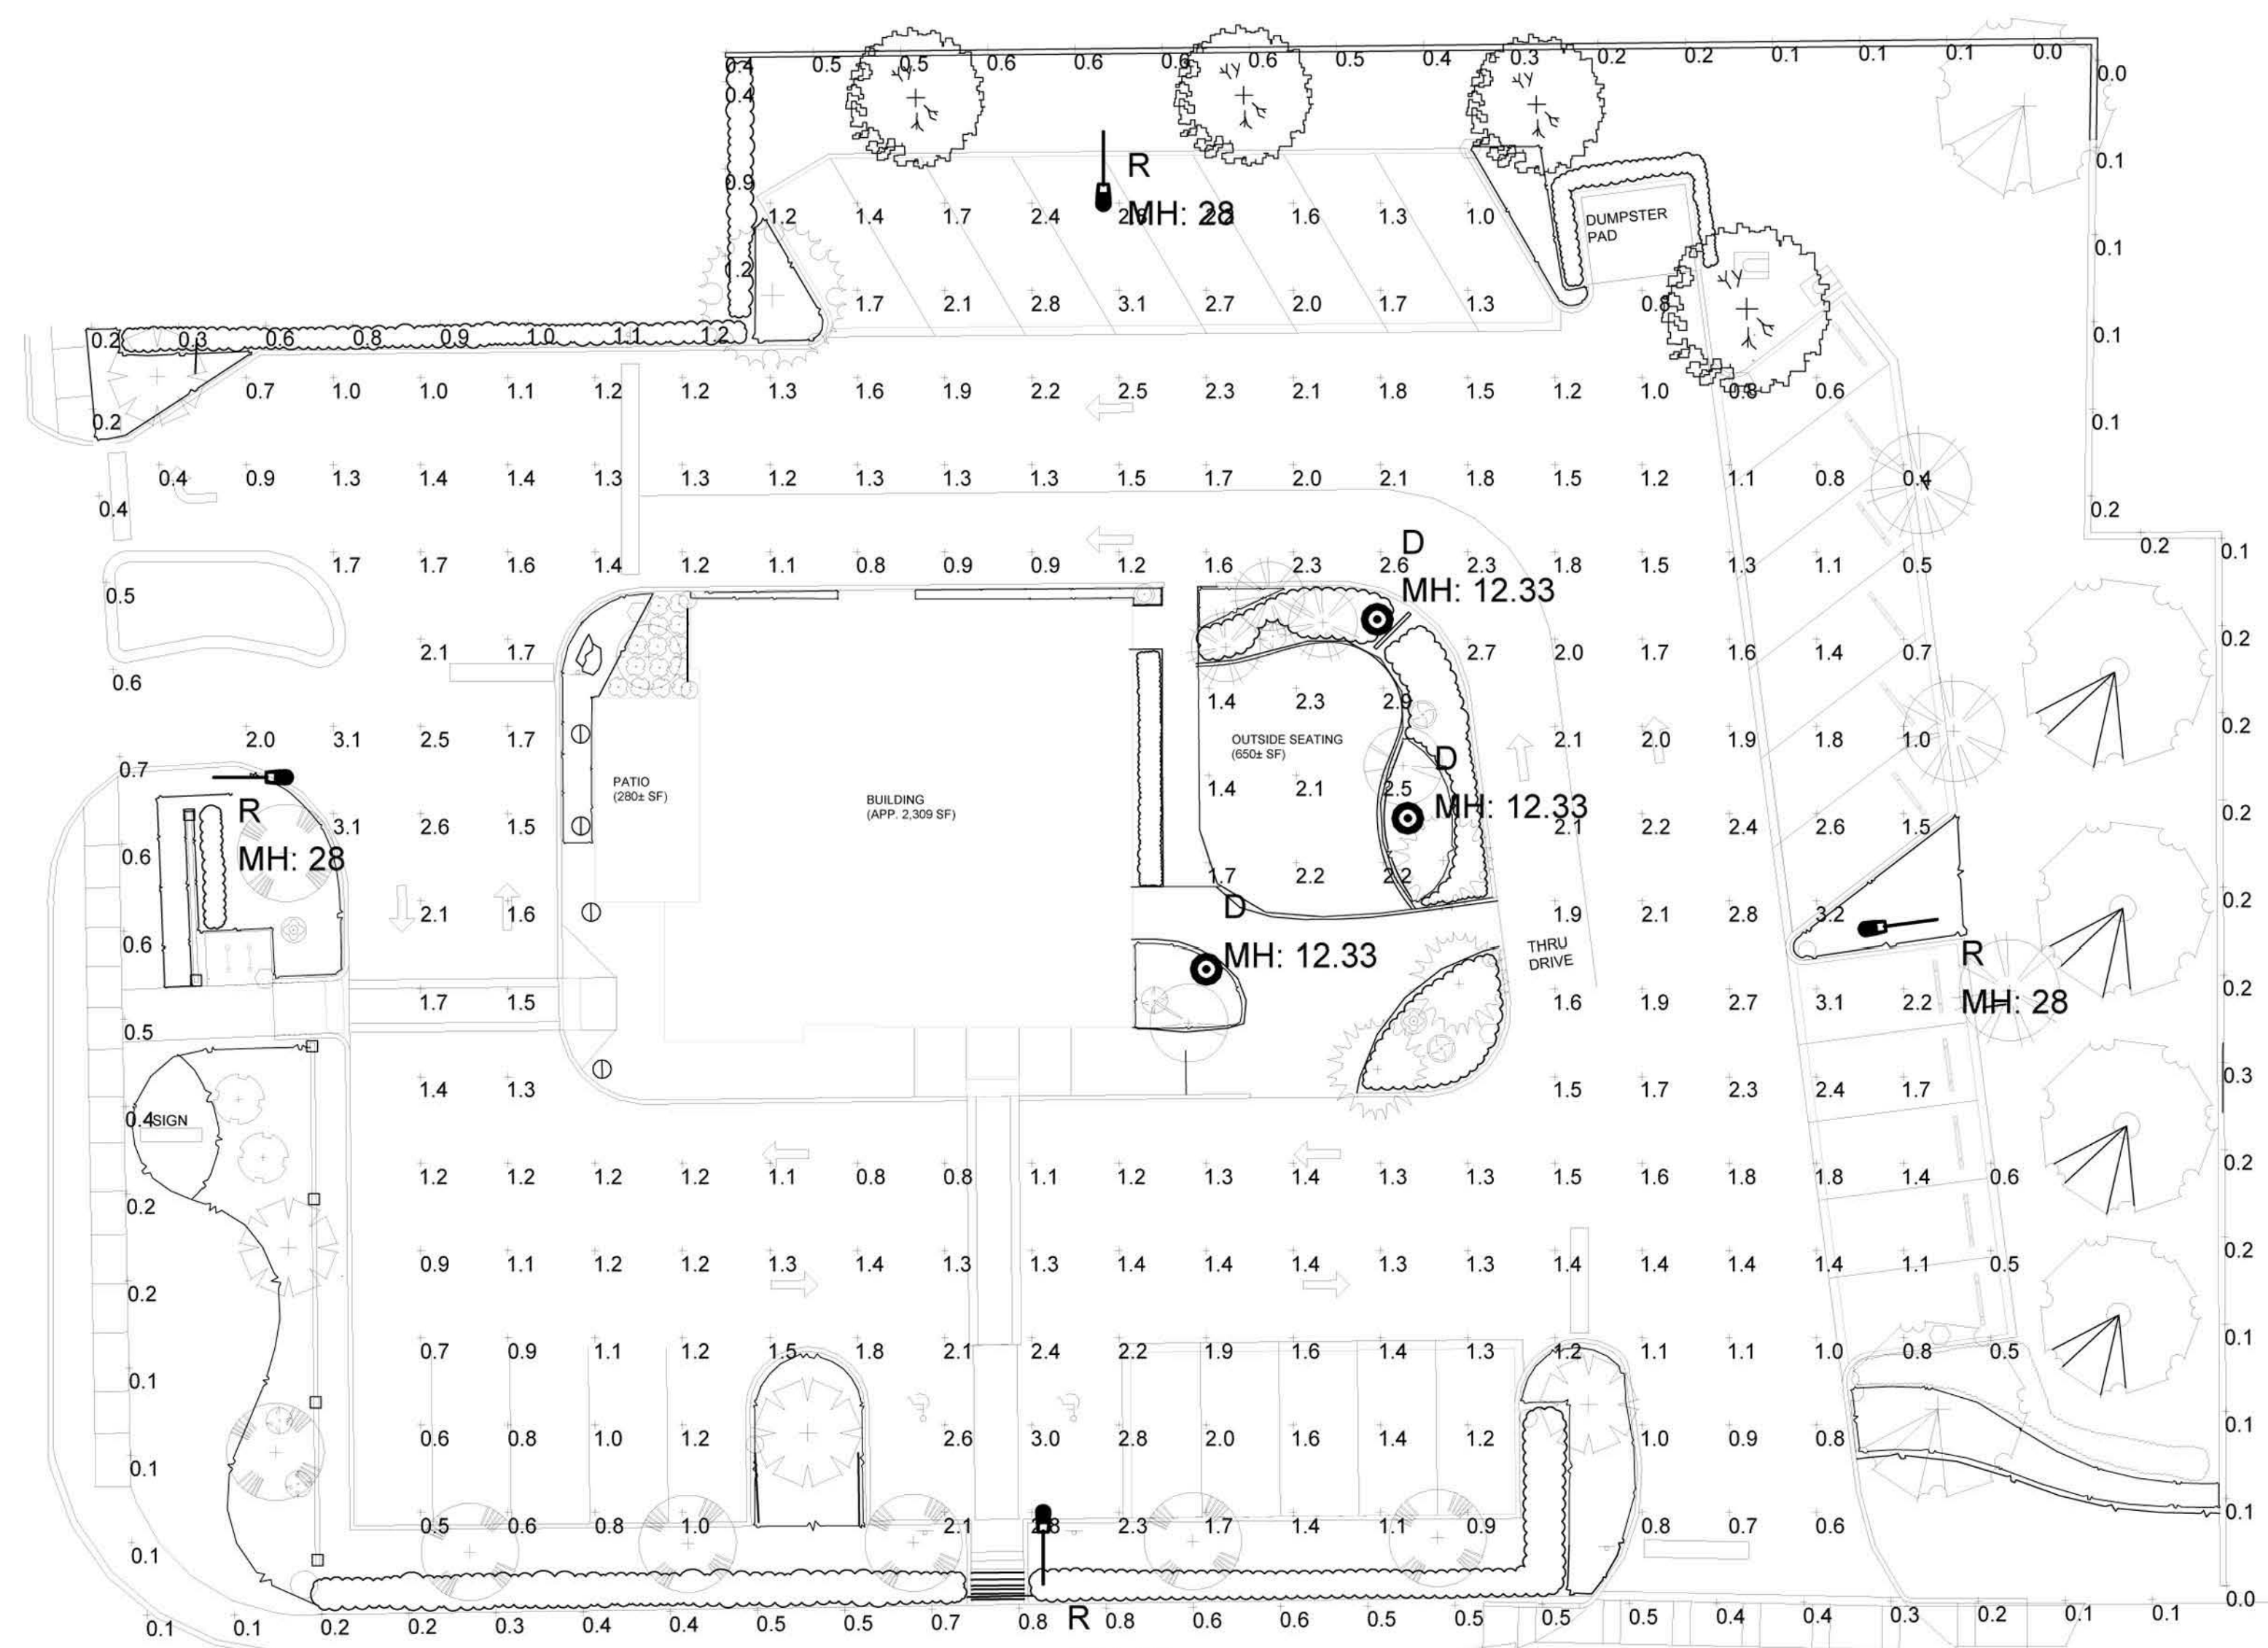 0.4 0.5 0.5 0.6 0.6 0.6 0.6 0.5 0.4 0.3 0.2 0.2 0.1 0.1 0.1 0.0
0.0
0.4
R
0.1
0.9
1.2 1.4 1.7 2.4 MH: 28 1.6 1.3 1.0
DUMPSTER
PAD
0.1
1.2
1.7 2.1 2.8 3.1 2.7 2.0 1.7 1.3 0.8
0.2 0.3 0.6 0.8 0.9 1.0 1.1 1.2
0.1
0.7 1.0 1.0 1.1 1.2 1.2 1.3 1.6 1.9 2.2 2.5 2.3 2.1 1.8 1.5 1.2 1.0 0.8 0.6
0.2
0.1
0.4 0.9 1.3 1.4 1.4 1.3 1.3 1.2 1.3 1.3 1.3 1.5 1.7 2.0 2.1 1.8 1.5 1.2 1.1 0.8 0.4
0.4
0.2
D
0.2 0.1
1.7 1.7 1.6 1.4 1.2 1.1 0.8 0.9 0.9 1.2 1.6 2.3 2.6 2.3 1.8 1.5 1.3 1.1 0.5
MH: 12.33
0.5
2.1 1.7 2.7 2.0 1.7 1.6 1.4 0.7
0.2
0.6
1.4 2.3 2.9
0.2
2.0 3.1 2.5 1.7
OUTSIDE SEATING
(650± SF)
2.1 2.0 1.9 1.8 1.0
D
0.7
PATIO
(280± SF)
1.4 2.1 2.5
BUILDING
(APP. 2,309 SF)
MH: 12.33
0.2
R
3.1 2.6 1.5 2.1 2.2 2.4 2.6 1.5
0.6
MH: 28
1.7 2.2 2.2
0.2
D
2.1 1.6 1.9 2.1 2.8 3.2
0.6
THRU
DRIVE
MH: 12.33
R
0.2
1.7 1.5 1.6 1.9 2.7 3.1 2.2 MH: 28
0.5
0.3
1.4 1.3 1.5 1.7 2.3 2.4 1.7
0.4 SIGN
0.2
1.2 1.2 1.2 1.2 1.1 0.8 0.8 1.1 1.2 1.3 1.4 1.3 1.3 1.5 1.6 1.8 1.8 1.4 0.6
0.2
0.2
0.9 1.1 1.2 1.2 1.3 1.4 1.3 1.3 1.4 1.4 1.4 1.3 1.3 1.4 1.4 1.4 1.4 1.1 0.5
0.2
0.1
0.7 0.9 1.1 1.2 1.5 1.8 2.1 2.4 2.2 1.9 1.6 1.4 1.3 1.2 1.1 1.1 1.0 0.8 0.5
0.1
0.1
0.6 0.8 1.0 1.2 2.6 3.0 2.8 2.0 1.6 1.4 1.2 1.0 0.9 0.8
0.1
0.1
0.5 0.6 0.8 1.0 2.1 2.3 1.7 1.4 1.1 0.9 0.8 0.7 0.6
0.1
0.0
0.1 0.1 0.2 0.2 0.3 0.4 0.4 0.5 0.5 0.7 0.8 R 0.8 0.6 0.6 0.5 0.5 0.5 0.5 0.4 0.4 0.3 0.2 0.1 0.1